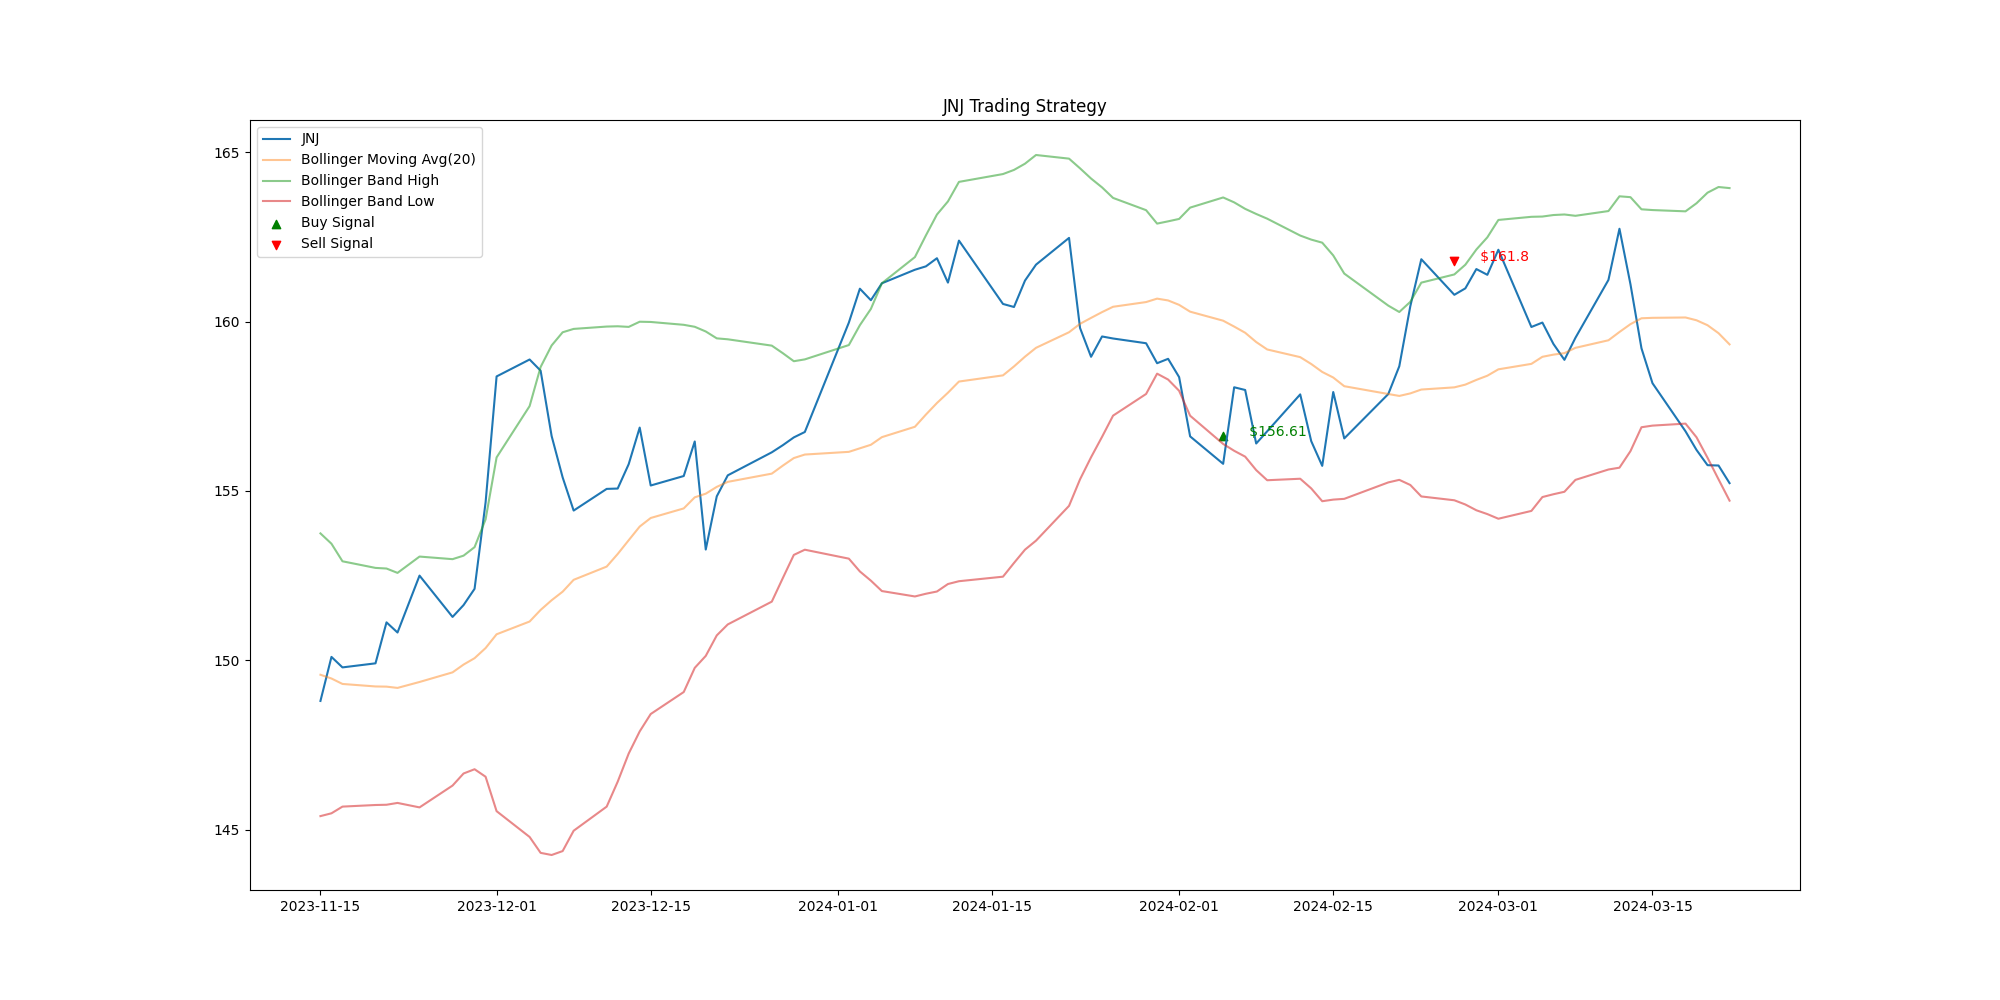 JNJ Trading Strategy
JNJ
Bollinger Moving Avg(20)
Bollinger Band High
Bollinger Band Low
Buy Signal
Sell Signal
165
160
155
150
145
$161.8
$156.61
2023-11-15
2023-12-01
2023-12-15
2024-01-01
2024-01-15
2024-02-01
2024-02-15
2024-03-01
2024-03-15